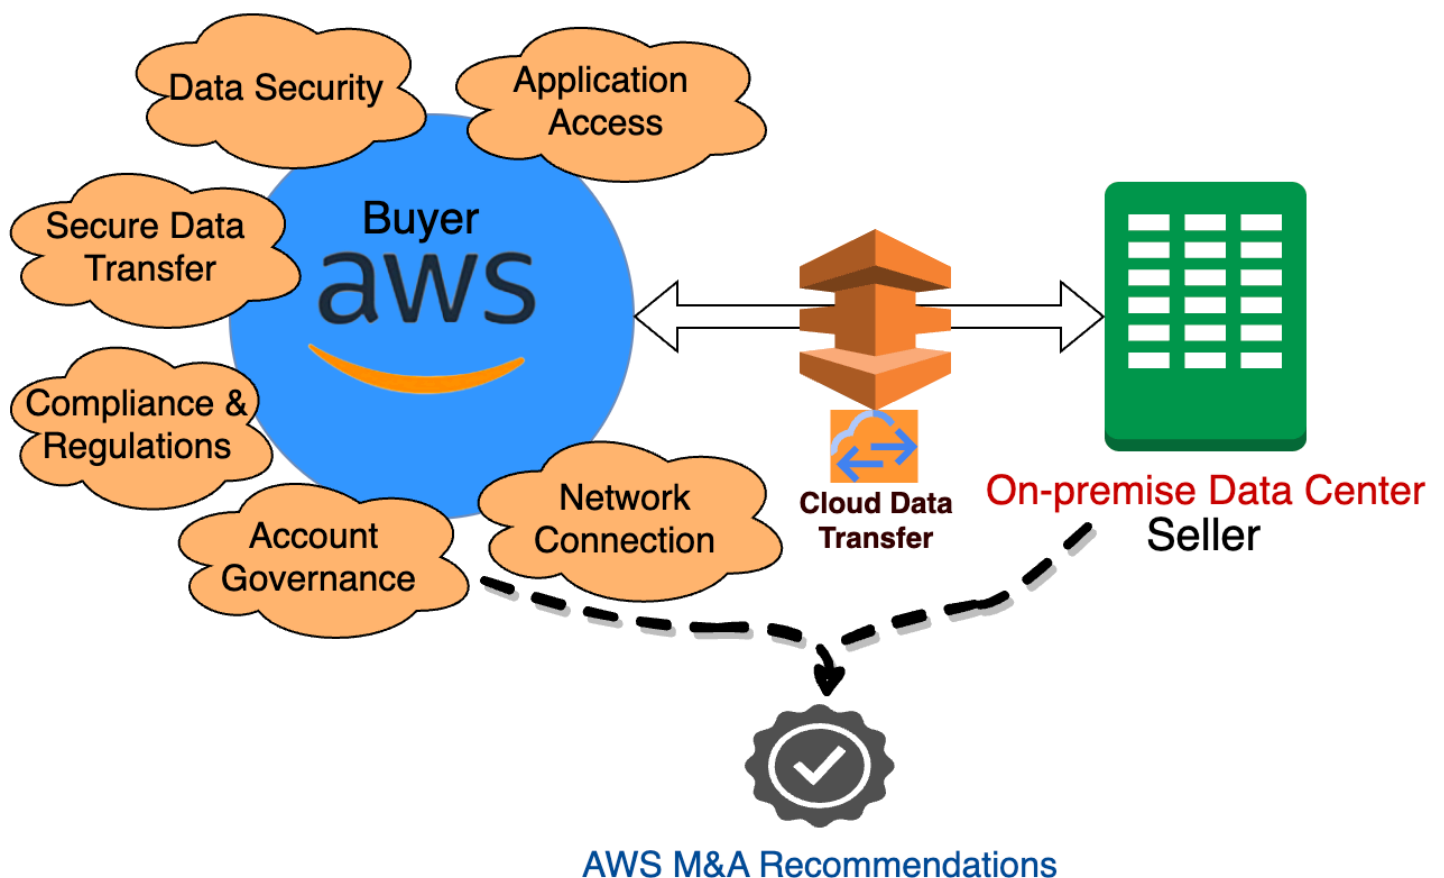 Data Security
Application
Access
Secure Data
Transfer
Buyer
aws
Compliance &
Regulations
Account
Governance
Network
Connection
Cloud Data
Transfer
On-premise Data Center
Seller
AWS M&A Recommendations